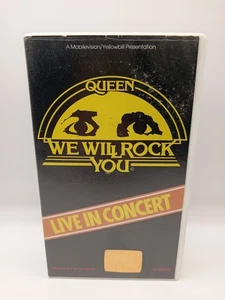 A Mobilevision/Yellowbill Presentation
QUEEN
WE WILL ROCK
YOU®
LIVE IN CONCERT